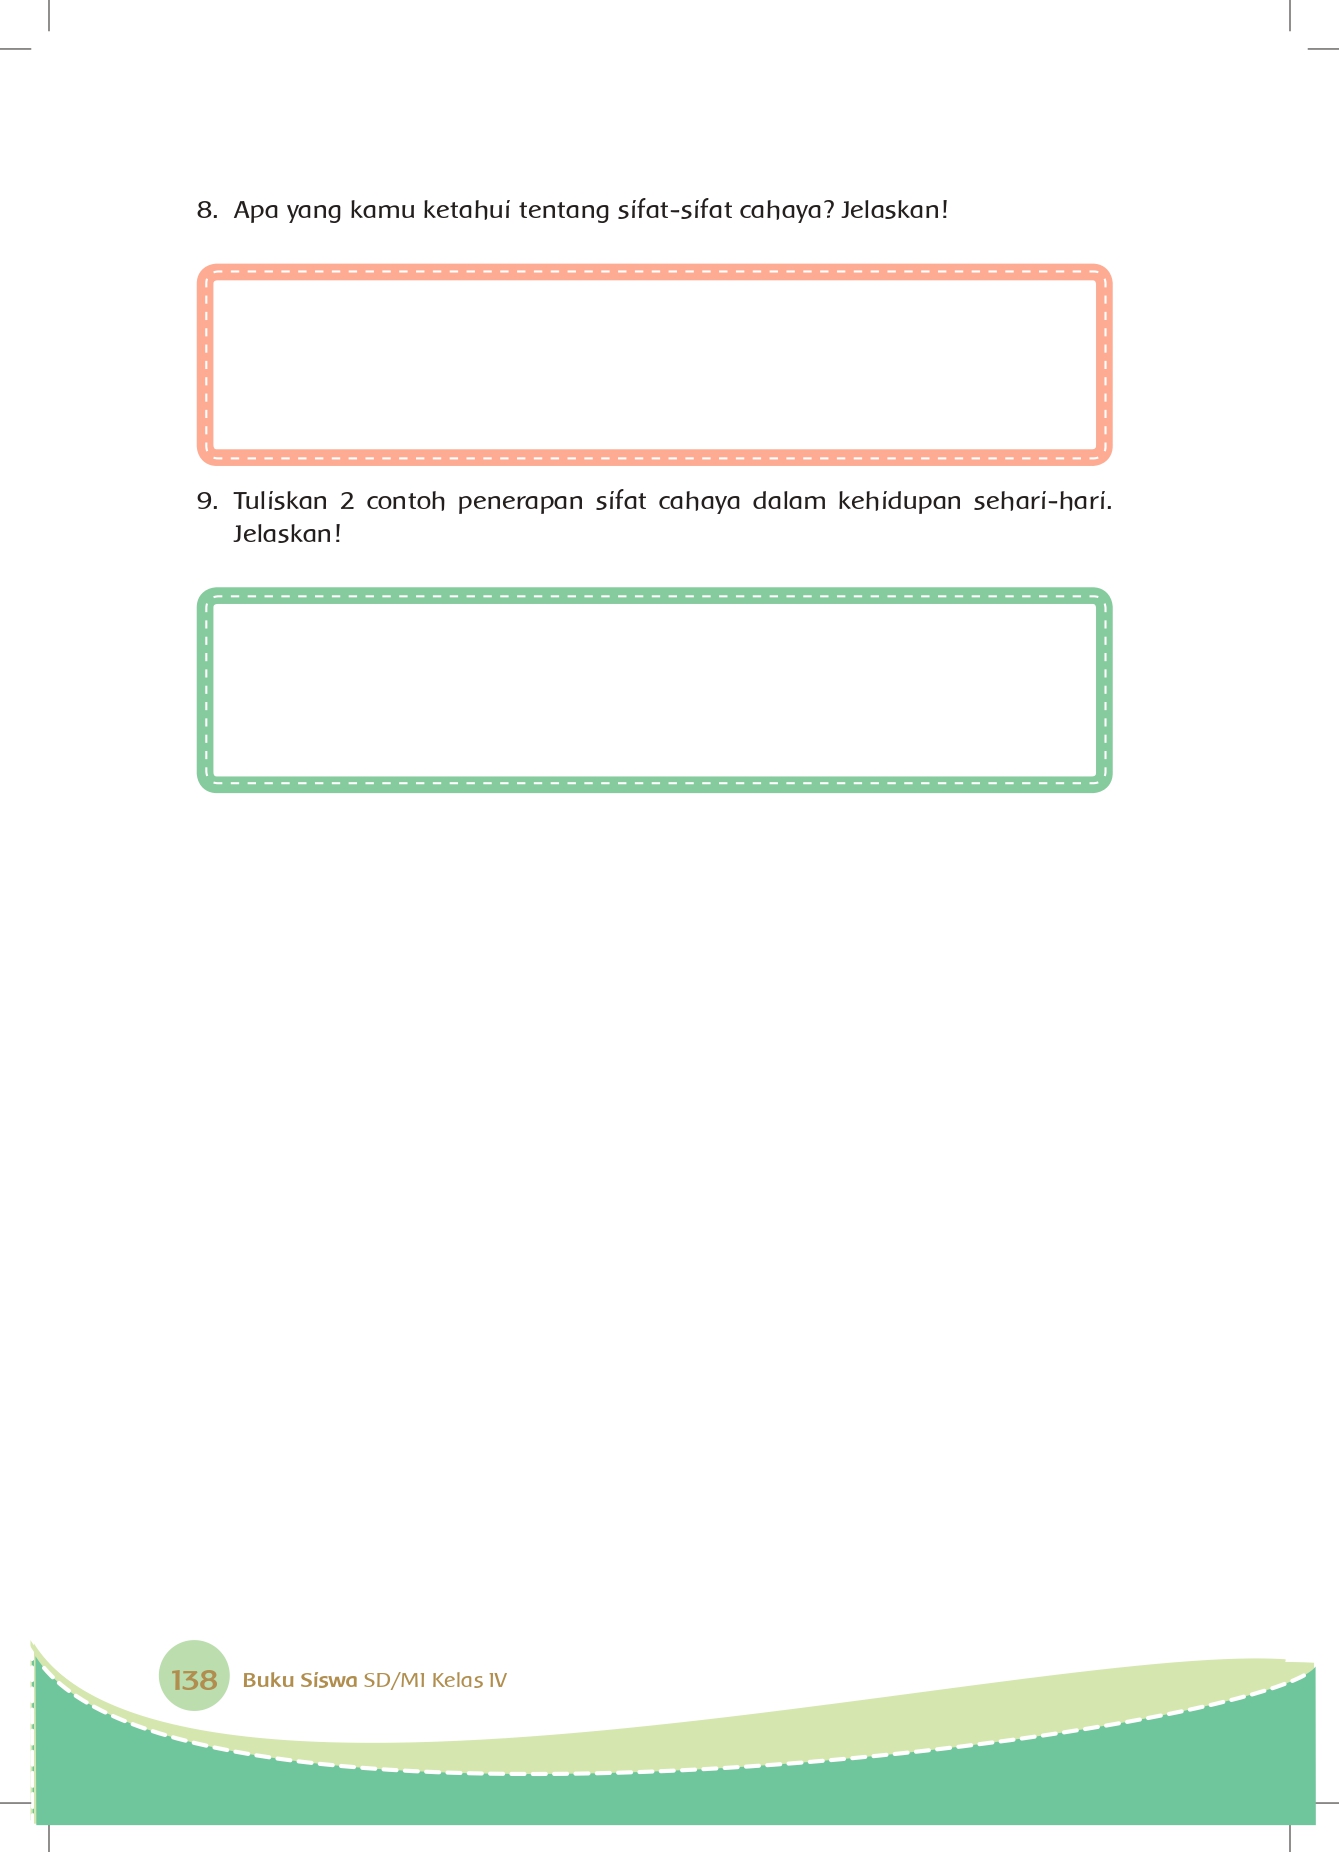 8. Apa yang kamu ketahui tentang sifat-sifat cahaya? Jelaskan!
9. Tuliskan 2 contoh penerapan sifat cahaya dalam kehidupan sehari-hari.
Jelaskan!
138 Buku Siswa SD/MI Kelas IV